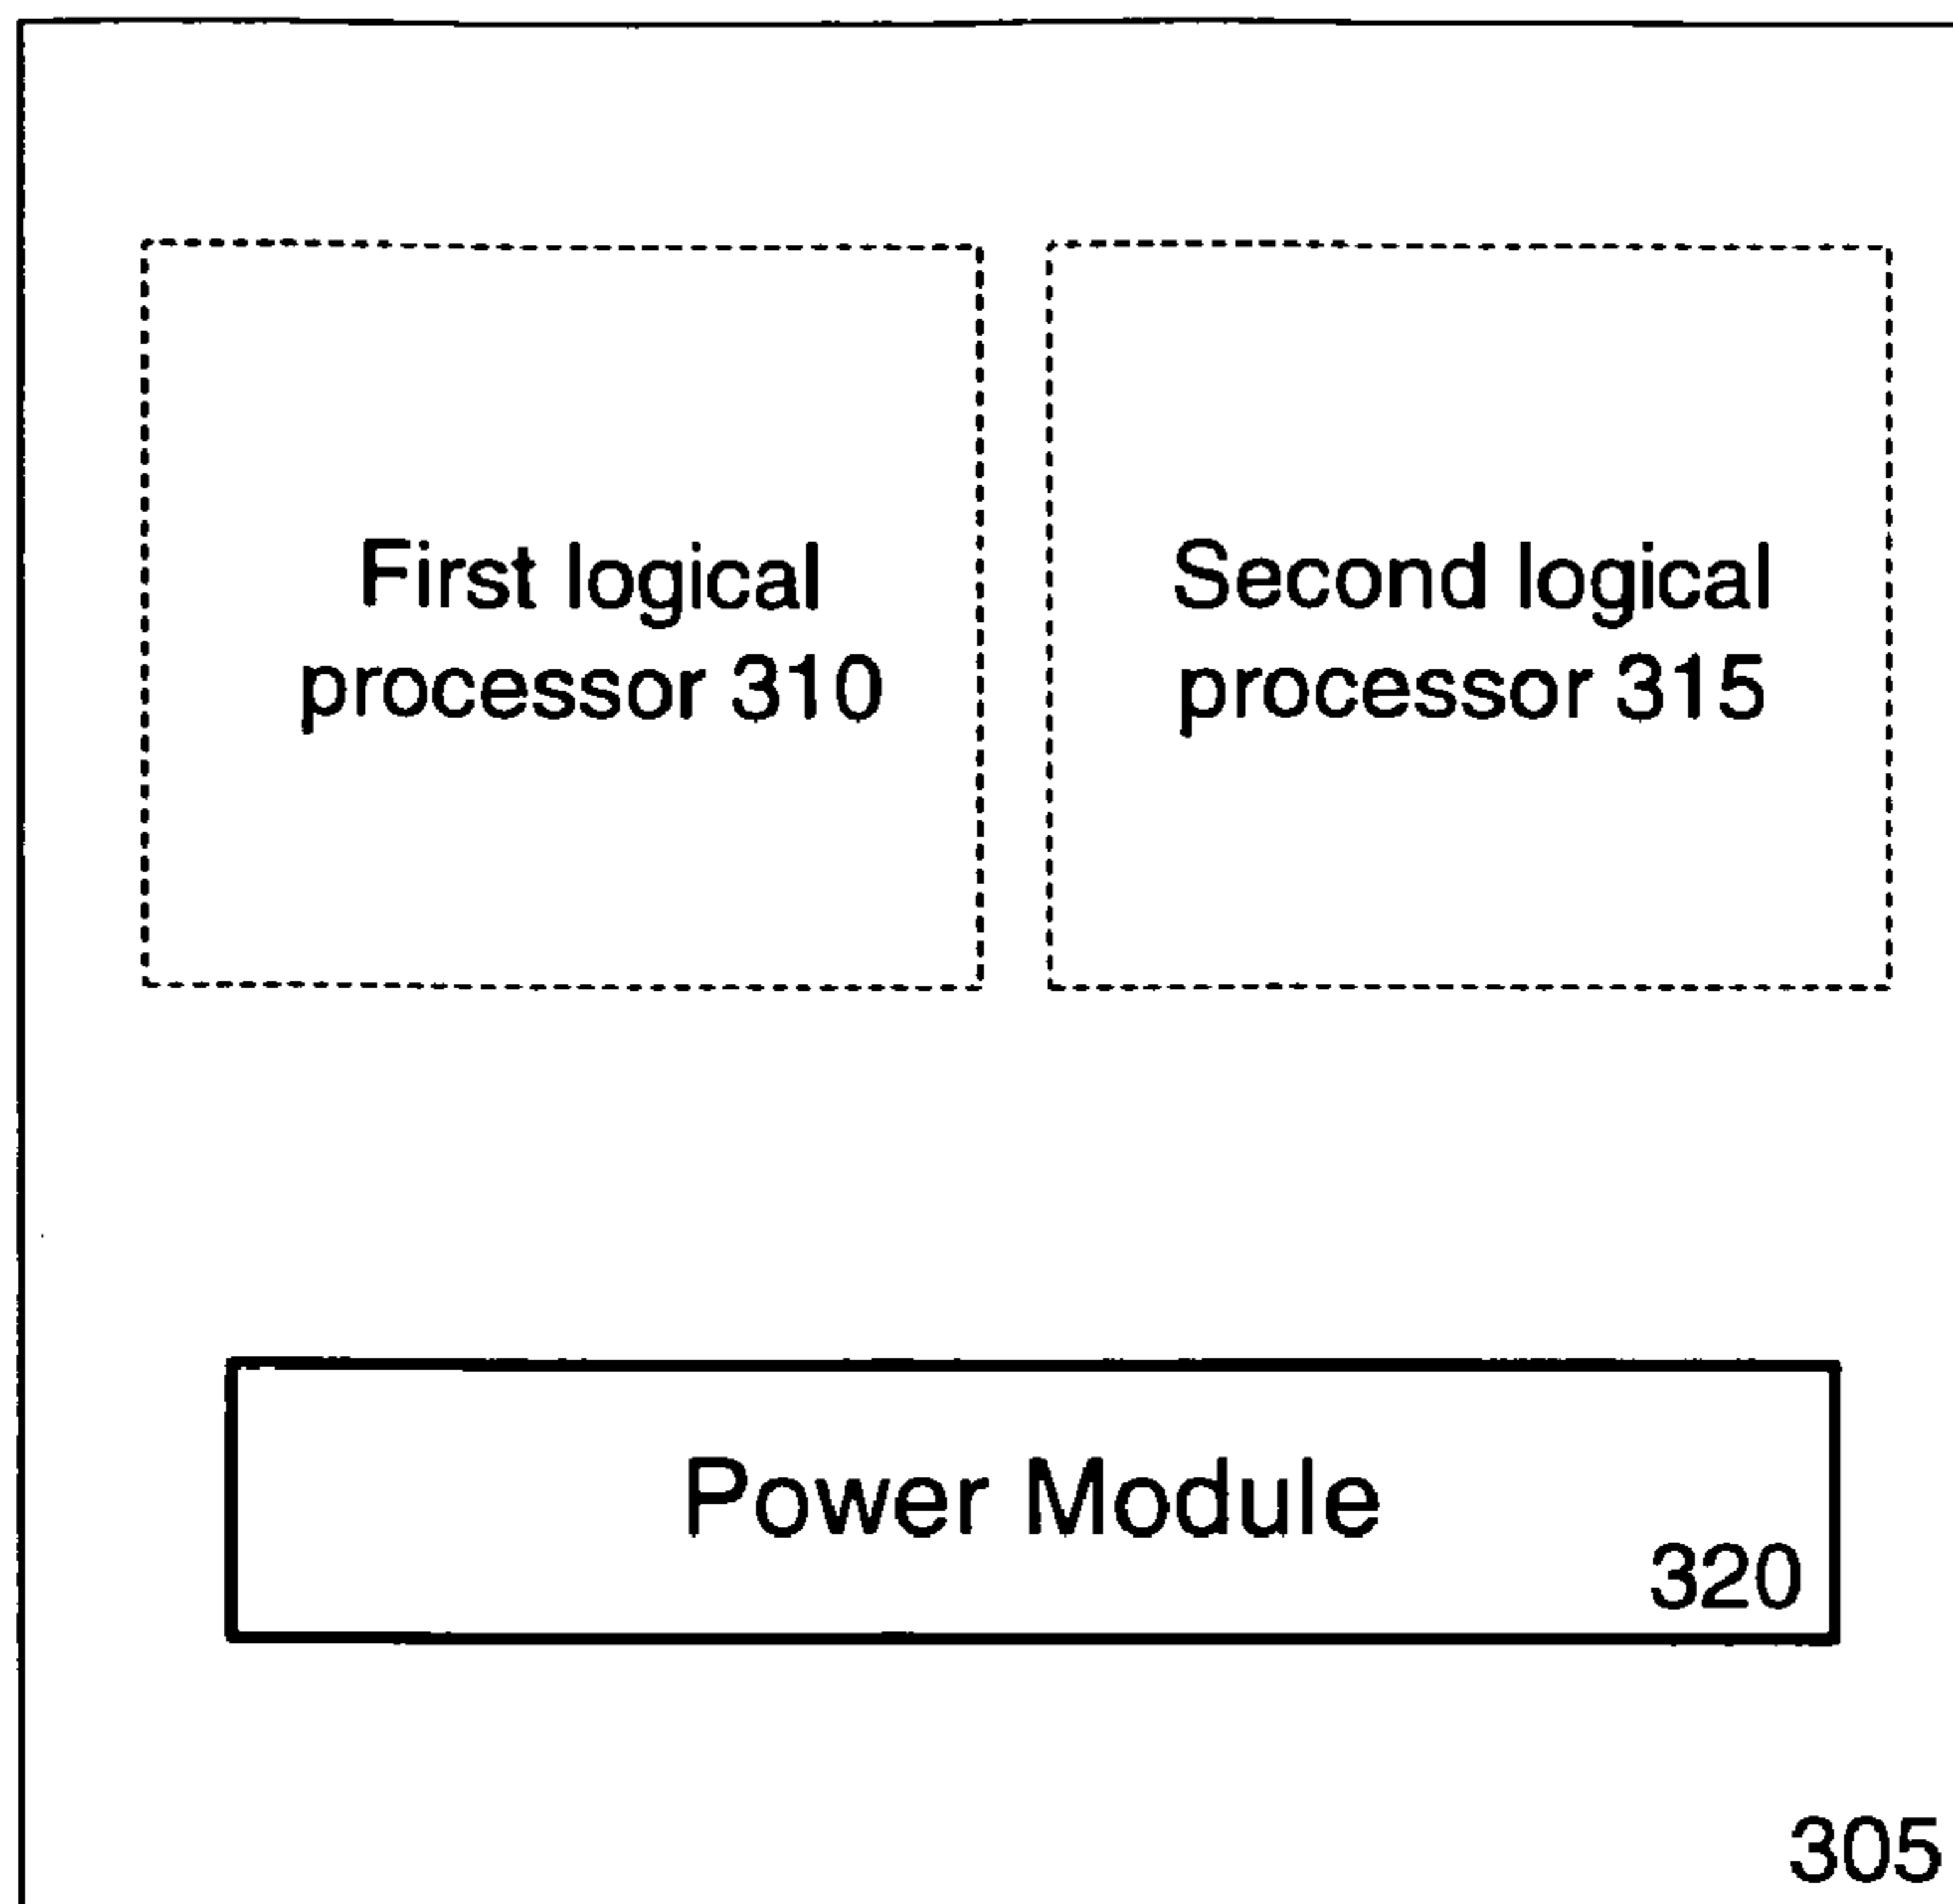 First logical
processor 310
Second logical
processor 315
Power Module
320
305